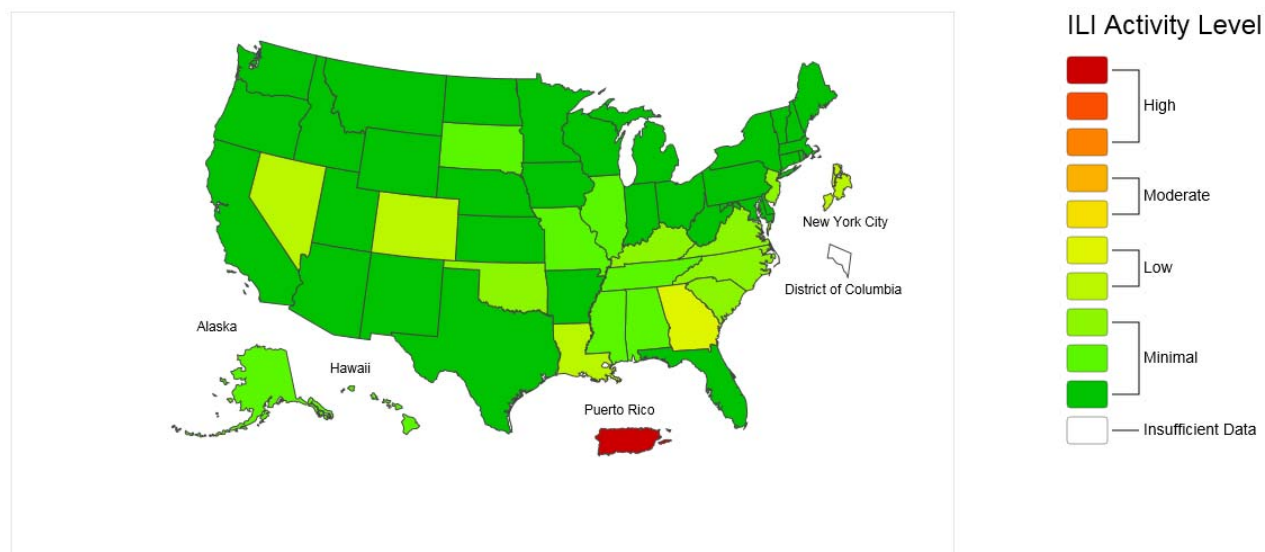 ILI Activity Level
High
Moderate
New York City
Low
District of Columbia
Alaska
Hawaii
Minimal
Puerto Rico
Insufficient Data